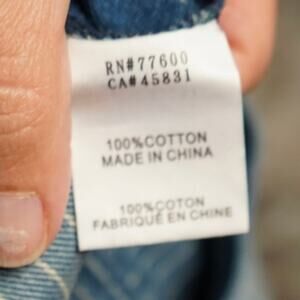 RN#77600
CA#45831
100%COTTON
MADE IN CHINA
100%COTON
FABRIQUÉ EN CHINE